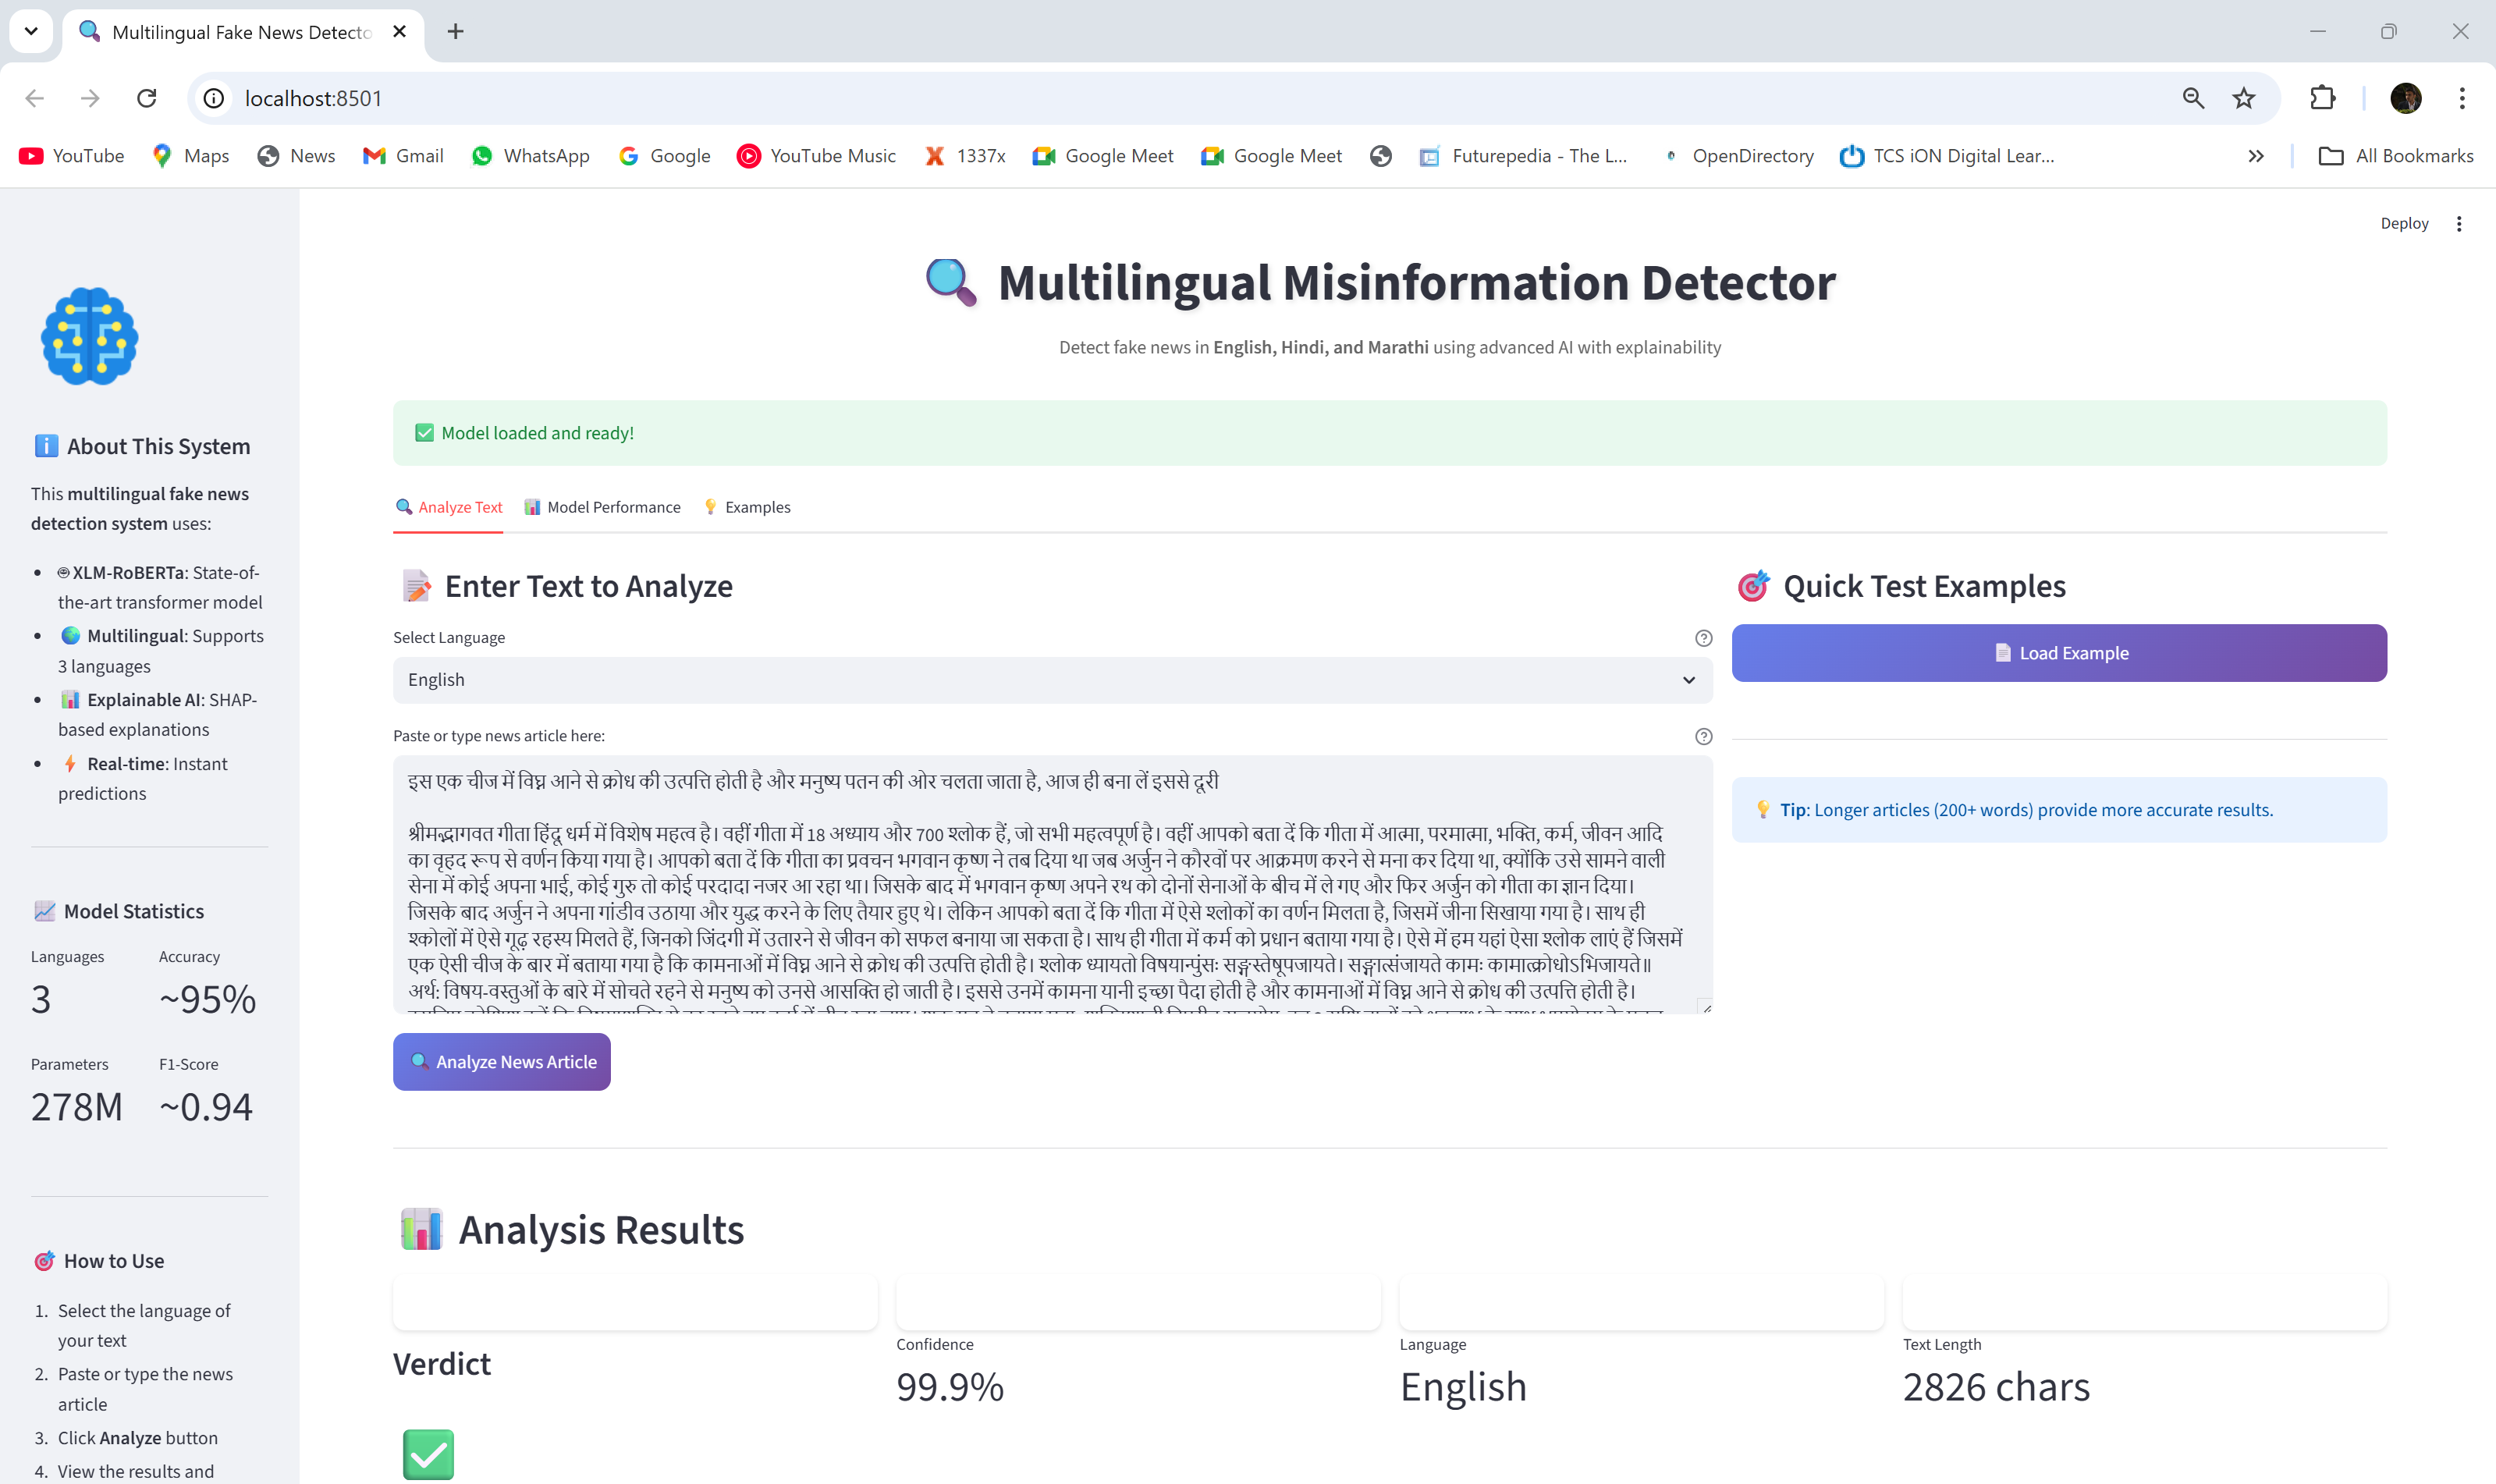 Multilingual Fake News Detecto
localhost:8501
YouTube
Maps
News
Gmail
WhatsApp
Google
YouTube Music
1337x
Google Meet
Google Meet
Futurepedia - The L...
OpenDirectory
TCS iON Digital Lear...
All Bookmarks
Deploy
About This System
This multilingual fake news
detection system uses:
XLM-RoBERTa: State-of-
the-art transformer model
Multilingual: Supports
3 languages
Explainable AI: SHAP-
based explanations
Real-time: Instant
predictions
Model Statistics
Languages
3
Accuracy
~95%
Parameters
278M
F1-Score
~0.94
How to Use
1. Select the language of
your text
2. Paste or type the news
article
3. Click Analyze button
4. View the results and
Multilingual Misinformation Detector
Detect fake news in English, Hindi, and Marathi using advanced AI with explainability
Model loaded and ready!
Analyze Text
Model Performance
Examples
Enter Text to Analyze
Select Language
English
Paste or type news article here:
इस एक चीज में विघ्न आने से क्रोध की उत्पत्ति होती है और मनुष्य पतन की ओर चलता जाता है, आज ही बना लें इससे दूरी
श्रीमद्भागवत गीता हिंदू धर्म में विशेष महत्व है। वहीं गीता में 18 अध्याय और 700 श्लोक हैं, जो सभी महत्वपूर्ण है। वहीं आपको बता दें कि गीता में आत्मा, परमात्मा, भक्ति, कर्म, जीवन आदि
का वृहद रूप से वर्णन किया गया है। आपको बता दें कि गीता का प्रवचन भगवान कृष्ण ने तब दिया था जब अर्जुन ने कौरवों पर आक्रमण करने से मना कर दिया था, क्योंकि उसे सामने वाली
सेना में कोई अपना भाई, कोई गुरु तो कोई परदादा नजर आ रहा था। जिसके बाद में भगवान कृष्ण अपने रथ को दोनों सेनाओं के बीच में ले गए और फिर अर्जुन को गीता का ज्ञान दिया।
जिसके बाद अर्जुन ने अपना गांडीव उठाया और युद्ध करने के लिए तैयार हुए थे। लेकिन आपको बता दें कि गीता में ऐसे श्लोकों का वर्णन मिलता है, जिसमें जीना सिखाया गया है। साथ ही
श्कोलों में ऐसे गूढ़ रहस्य मिलते हैं, जिनको जिंदगी में उतारने से जीवन को सफल बनाया जा सकता है। साथ ही गीता में कर्म को प्रधान बताया गया है। ऐसे में हम यहां ऐसा श्लोक लाएं हैं जिसमें
एक ऐसी चीज के बार में बताया गया है कि कामनाओं में विघ्न आने से क्रोध की उत्पत्ति होती है। श्लोक ध्यायतो विषयान्पुंसः सङ्गस्तेषूपजायते। सङ्गात्संजायते कामः कामात्क्रोधोऽभिजायते॥
अर्थ: विषय-वस्तुओं के बारे में सोचते रहने से मनुष्य को उनसे आसक्ति हो जाती है। इससे उनमें कामना यानी इच्छा पैदा होती है और कामनाओं में विघ्न आने से क्रोध की उत्पत्ति होती है।
Analyze News Article
Quick Test Examples
Load Example
Tip: Longer articles (200+ words) provide more accurate results.
Analysis Results
Verdict
Confidence
99.9%
Language
English
Text Length
2826 chars